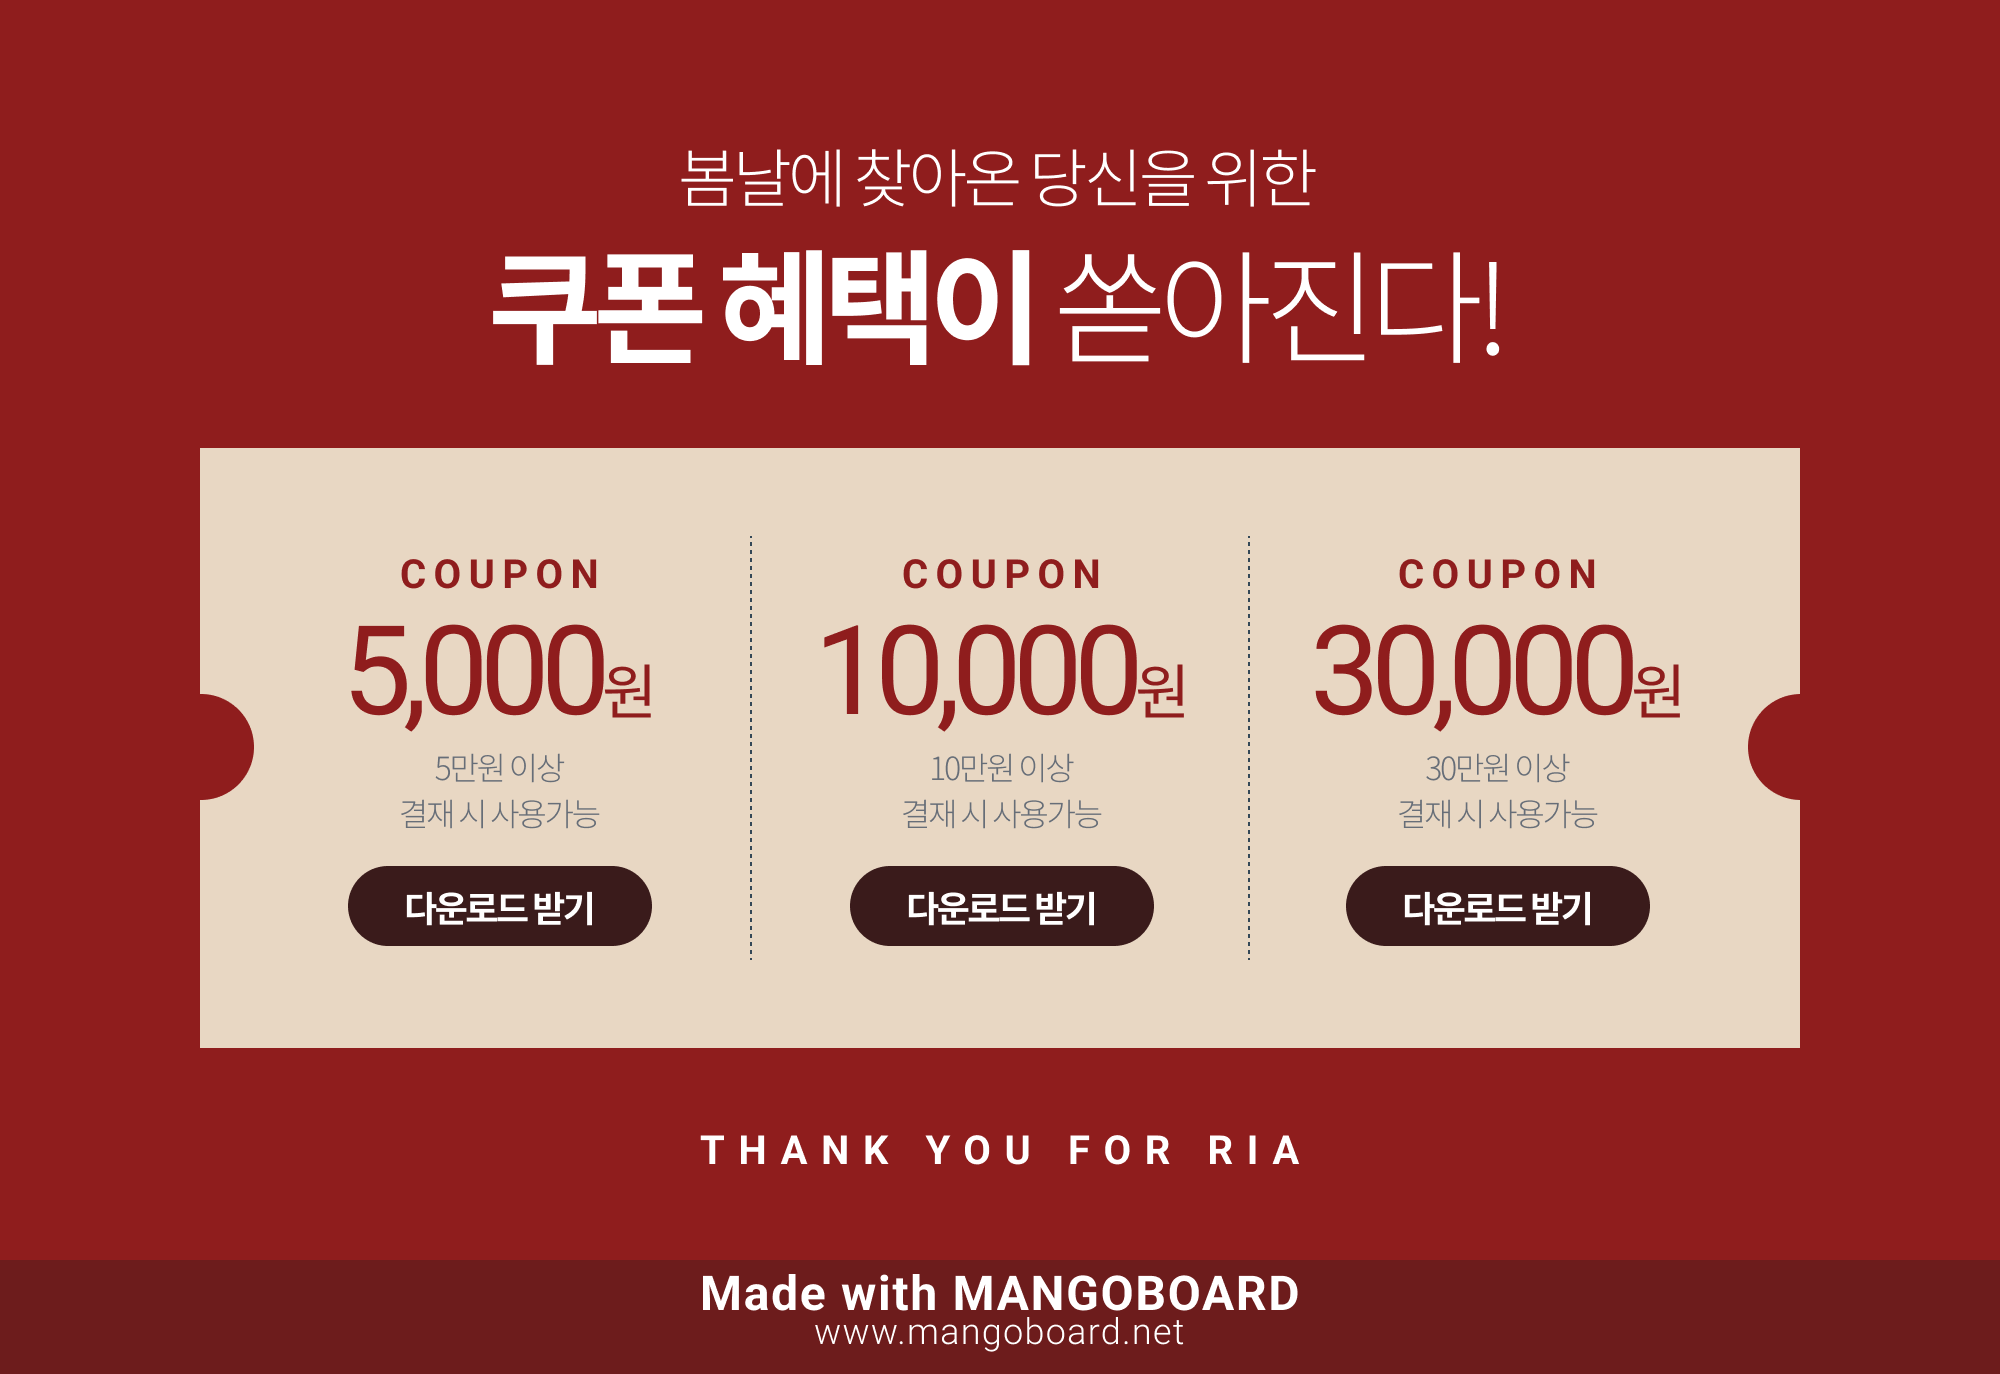 봄날에 찾아온 당신을 위한
쿠폰 혜택이 쏟아진다!
COUPON
5,000원
5만원 이상
결재 시 사용가능
다운로드 받기
COUPON
10,000원
10만원 이상
결재 시 사용가능
다운로드 받기
COUPON
30,000원
30만원 이상
결재 시 사용가능
다운로드 받기
THANK YOU FOR RIA
Made with MANGOBOARD
www.mangoboard.net